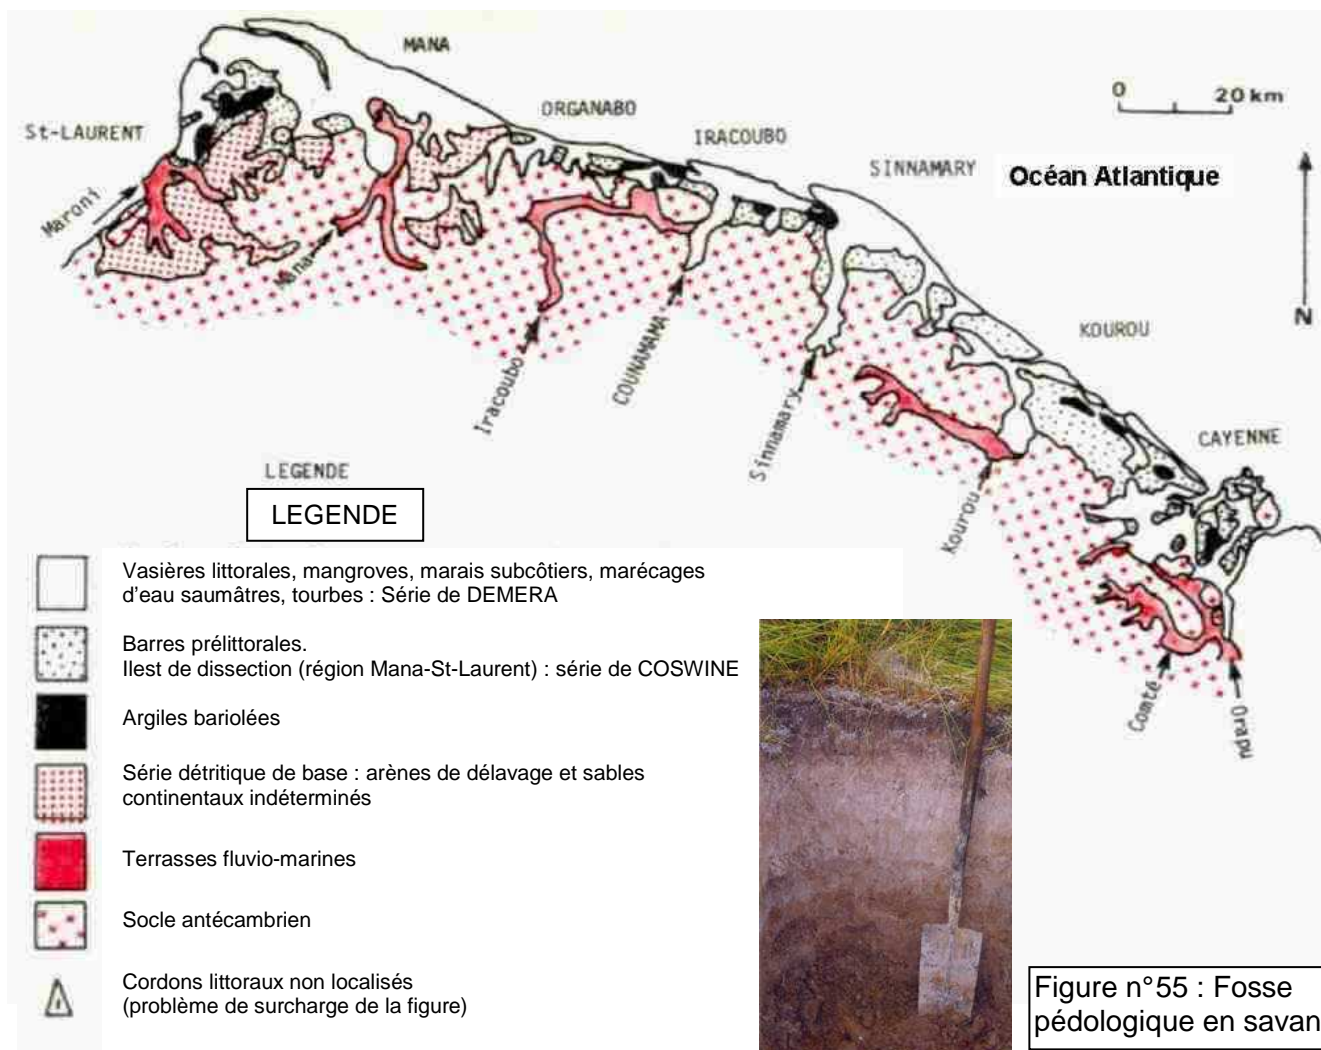 MANA
0 20 km
ORGANABO
St-LAURENT
IRACOUBO
SINNAMARY
Océan Atlantique
Maroni
Mana
N
KOUROU
COUNAMAMA
Iracoubo
Sinnamary
CAYENNE
Kourou
Comté
Orapu
LEGENDE
LEGENDE
Vasières littorales, mangroves, marais subcôtiers, marécages
d'eau saumâtres, tourbes : Série de DEMERA
Barres prélittorales.
Ilest de dissection (région Mana-St-Laurent) : série de COSWINE
Argiles bariolées
Série détritique de base : arènes de délavage et sables
continentaux indéterminés
Terrasses fluvio-marines
Socle antécambrien
Cordons littoraux non localisés
(problème de surcharge de la figure)
Figure n°55 : Fosse
pédologique en savan